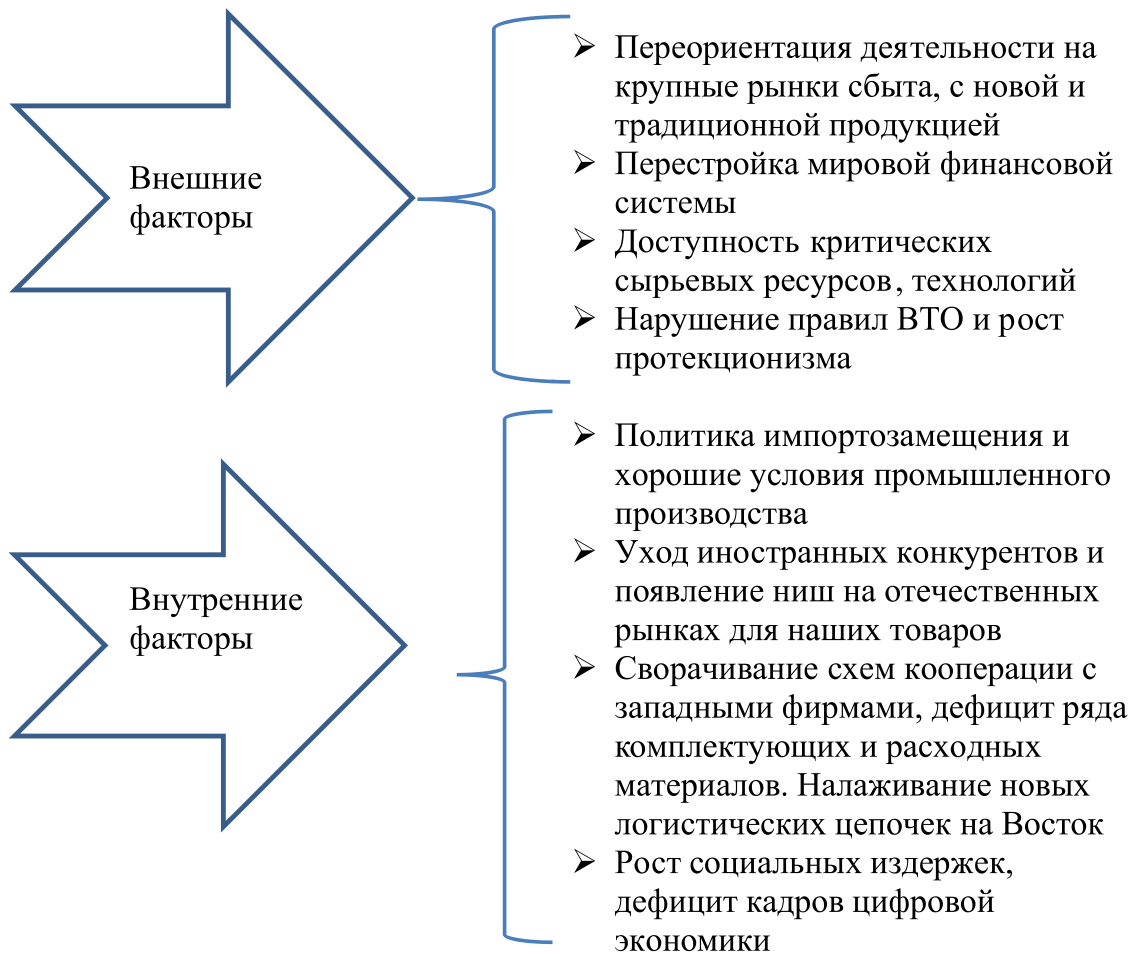 Внешние
факторы
➢ Переориентация деятельности на
крупные рынки сбыта, с новой и
традиционной продукцией
➢ Перестройка мировой финансовой
системы
➢ Доступность критических
сырьевых ресурсов, технологий
➢ Нарушение правил ВТО и рост
протекционизма
Внутренние
факторы
➢ Политика импортозамещения и
хорошие условия промышленного
производства
➢ Уход иностранных конкурентов и
появление ниш на отечественных
рынках для наших товаров
➢ Сворачивание схем кооперации с
западными фирмами, дефицит ряда
комплектующих и расходных
материалов. Налаживание новых
логистических цепочек на Восток
➢ Рост социальных издержек,
дефицит кадров цифровой
экономики